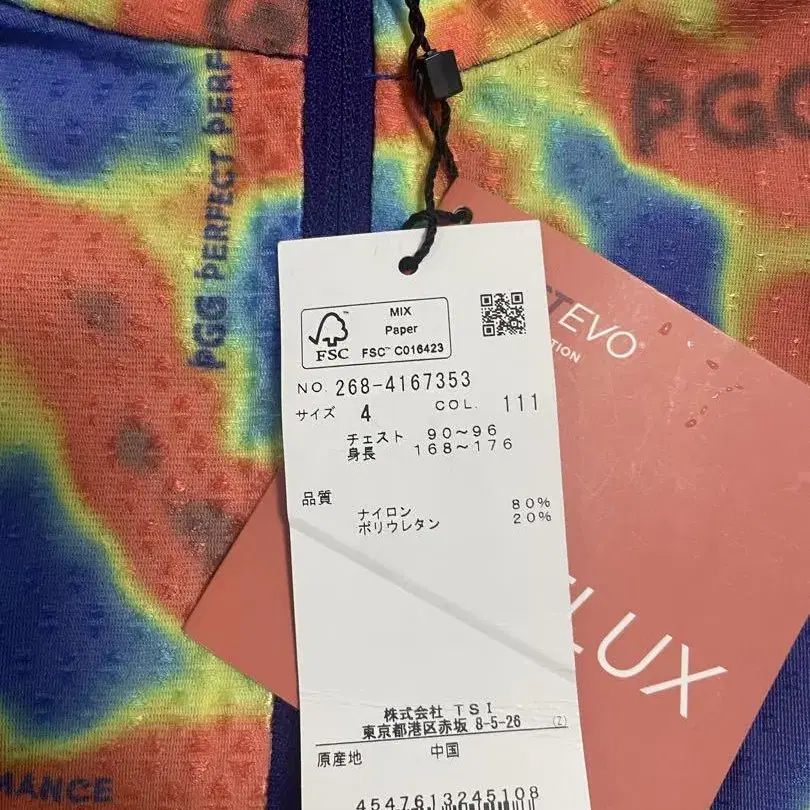 PGG PERFECT PERF
PGG
MIX
Paper
FSC™ C016423
FSC
NO. 268-4167353
サイズ 4 COL. 111
チェスト 90~96
身長 168~176
品質
ナイロン 80%
ポリウレタン 20%
株式会社 TSI
東京都港区赤坂 8-5-26 (Z)
原産地 中国
4547613245108
EVO
LUX
MANCE